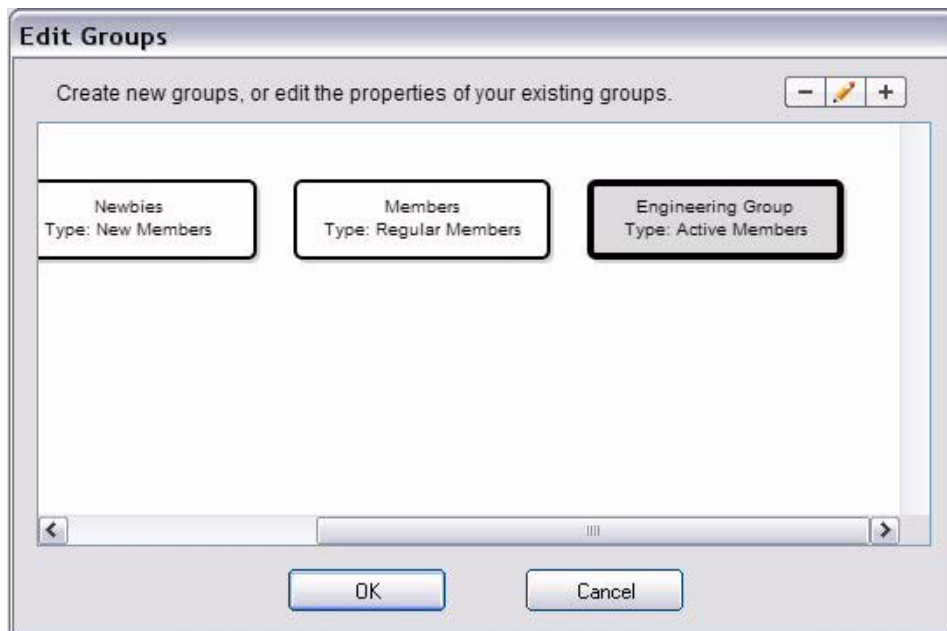 Edit Groups
Create new groups, or edit the properties of your existing groups.
Newbies
Type: New Members
Members
Type: Regular Members
Engineering Group
Type: Active Members
OK
Cancel